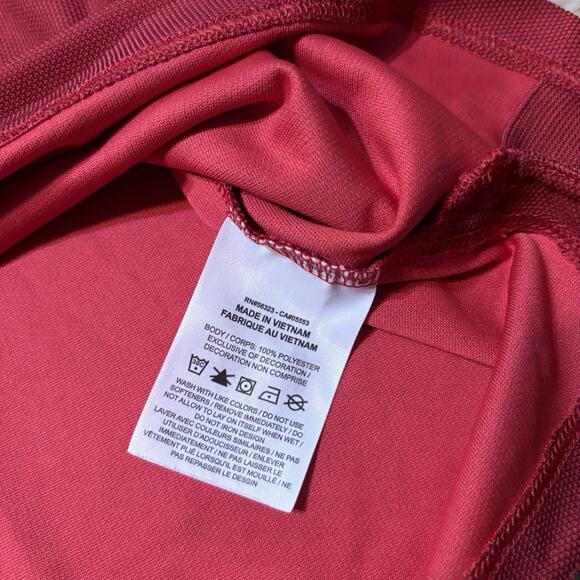 RN#56323 - CA#05553
MADE IN VIETNAM
FABRIQUE AU VIETNAM
BODY / CORPS: 100% POLYESTER
EXCLUSIVE OF DECORATION /
DECORATION NON COMPRISE
WASH WITH LIKE COLORS / DO NOT USE
SOFTENERS / REMOVE IMMEDIATELY / DO
NOT ALLOW TO LAY ON ITSELF WHEN WET /
DO NOT IRON DESIGN
LAVER AVEC COULEURS SIMILAIRES / NE PAS
UTILISER D'ADOUCISSEUR / ENLEVER
IMMEDIATEMENT / NE PAS LAISSER LE
VÊTEMENT PLIÉ LORSQU'IL EST MOUILLÉ / NE
PAS REPASSER LE DESSIN